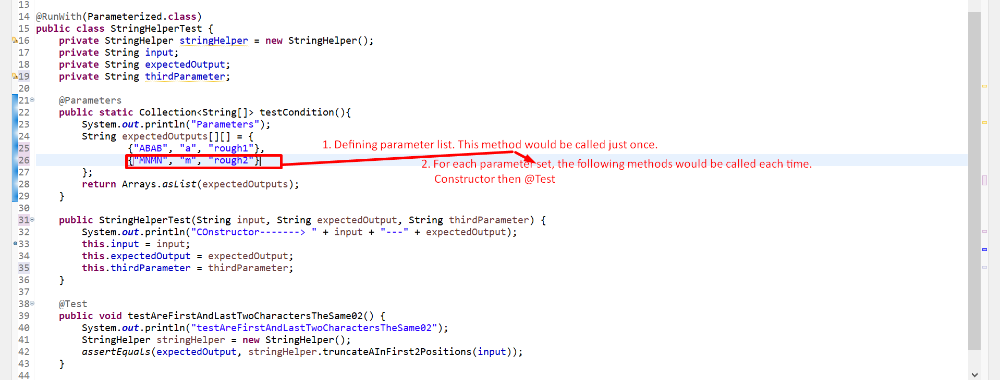 13
14 @RunWith(Parameterized.class)
15 public class StringHelperTest {
16 private StringHelper stringHelper = new StringHelper();
17 private String input;
18 private String expectedOutput;
19 private String thirdParameter;
20
21 @Parameters
22 public static Collection<String[]> testCondition(){
23 System.out.println("Parameters");
24 String expectedOutputs[][] = {
25 {"ABAB", "a", "rough1"},
1. Defining parameter list. This method would be called just once.
26 {"MNMN", "m", "rough2"}
2. For each parameter set, the following methods would be called each time.
27 };
Constructor then @Test
28 return Arrays.asList(expectedOutputs);
29 }
30
31 public StringHelperTest(String input, String expectedOutput, String thirdParameter) {
32 System.out.println("COnstructor-------> " + input + "---" + expectedOutput);
33 this.input = input;
34 this.expectedOutput = expectedOutput;
35 this.thirdParameter = thirdParameter;
36 }
37
38 @Test
39 public void testAreFirstAndLastTwoCharactersTheSame02() {
40 System.out.println("testAreFirstAndLastTwoCharactersTheSame02");
41 StringHelper stringHelper = new StringHelper();
42 assertEquals(expectedOutput, stringHelper.truncateAInFirst2Positions(input));
43 }
44